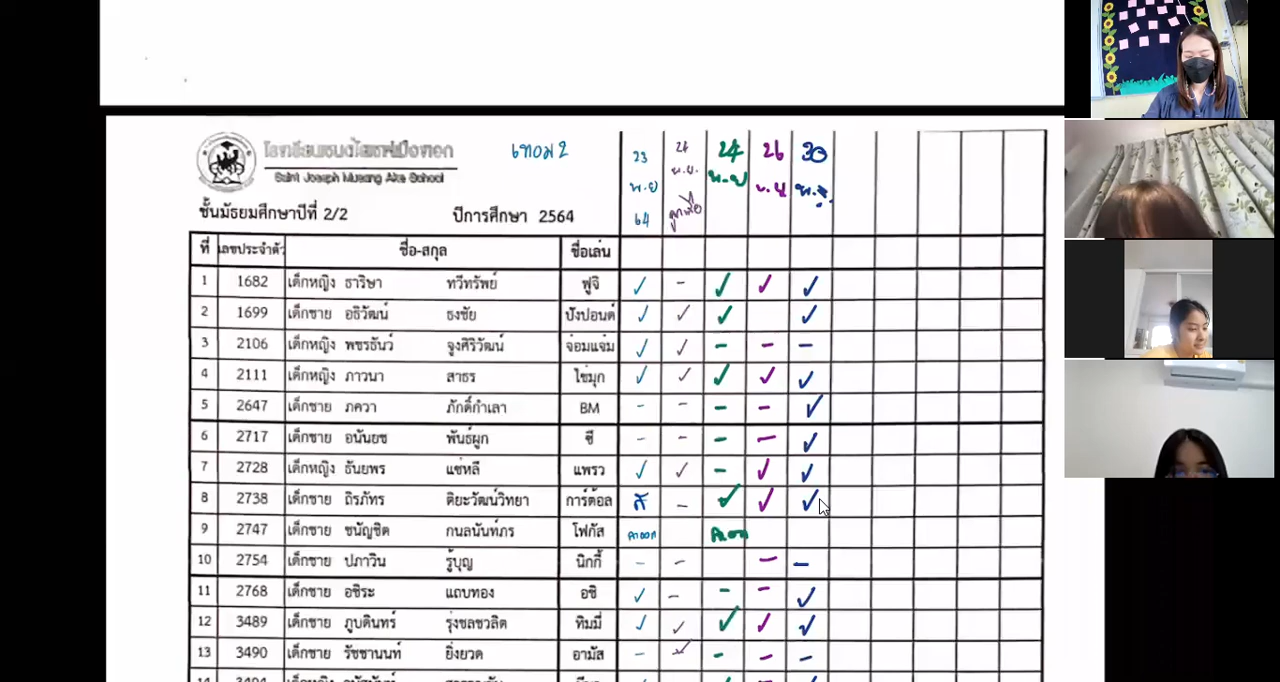 โรงเรียนเซนต์โยเซฟเมืองเอก เทอม 2
Saint Joseph Mueang Ake School
23 พ.ย 64
24 พ.ย.
24 พ.ย
26 พ.ย
30 พ.ย.
ชั้นมัธยมศึกษาปีที่ 2/2 ปีการศึกษา 2564
ที่ เลขประจำตัว ชื่อ-สกุล ชื่อเล่น
1 1682 เด็กหญิง ธาริษา ทวีทรัพย์ ฟูจิ ✓ - ✓ ✓ ✓
2 1699 เด็กชาย อธิวัฒน์ ธงชัย ปังปอนด์ ✓ ✓ ✓ ✓
3 2106 เด็กหญิง พชรธันว์ จูงศิริวัฒน์ จ๋อมแจ๋ม ✓ ✓ - - -
4 2111 เด็กหญิง ภาวนา สาธร ไข่มุก ✓ ✓ ✓ ✓ ✓
5 2647 เด็กชาย ภควา ภักดิ์กำเลา BM - - - - ✓
6 2717 เด็กชาย อนันยช พันธ์ผูก ซี - - - - ✓
7 2728 เด็กหญิง ธันยพร แซ่หลี แพรว ✓ ✓ - ✓ ✓
8 2738 เด็กชาย ถิรภัทร ดิยะวัฒน์วิทยา การ์ต๋อล ส - ✓ ✓ ✓
9 2747 เด็กชาย ชนัญชิด กนลนันท์ภร โฟกัส
10 2754 เด็กชาย ปภาวิน รู้บุญ นิกกี้ - - - -
11 2768 เด็กชาย อชิระ แถบทอง อชิ ✓ - - - ✓
12 3489 เด็กชาย ภูบดินทร์ รุ่งชลชวลิต ทิมมี่ ✓ ✓ ✓ ✓ ✓
13 3490 เด็กชาย รัชชานนท์ ยิ่งยวด อามัส - ✓ - - -